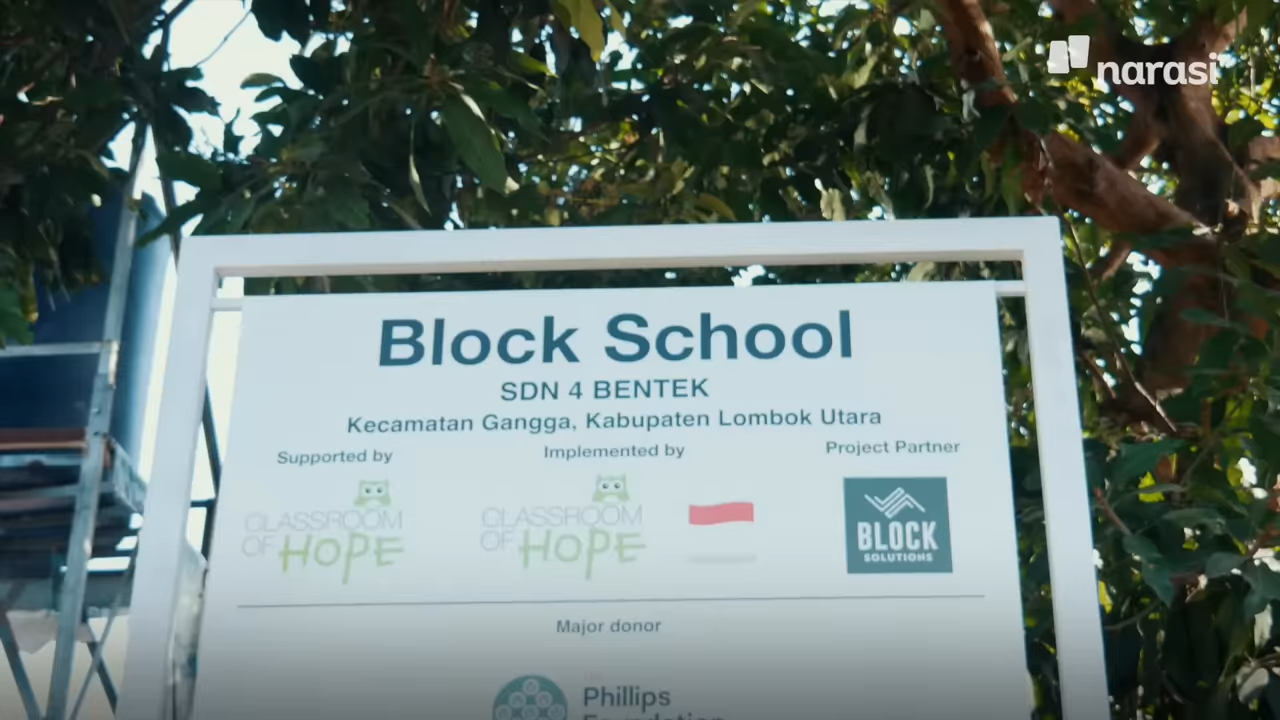 narasi
Block School
SDN 4 BENTEK
Kecamatan Gangga, Kabupaten Lombok Utara
Supported by
Implemented by
Project Partner
CLASSROOM
OF HOPE
CLASSROOM
OF HOPE
BLOCK
SOLUTIONS
Major donor
Phillips
Foundation